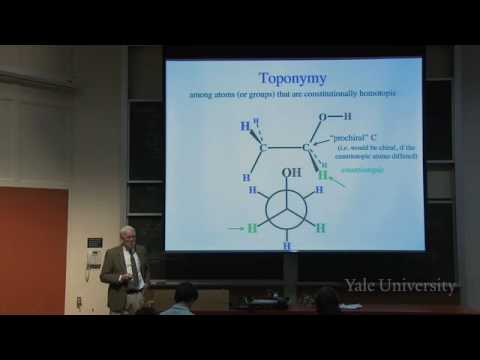 Toponymy
among atoms (or groups) that are constitutionally homotopic
O H
H H
"prochiral" C
C C
(i.e. would be chiral, if the
enantiotopic atoms differed)
H
H H
enantiotopic
OH
H H
H H
H
Yale University